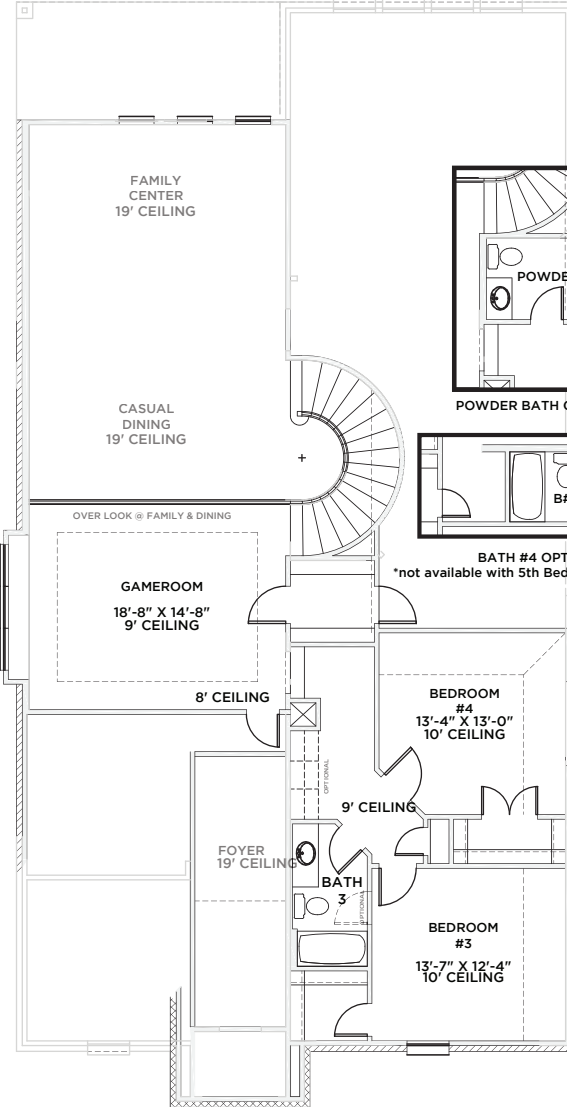 FAMILY
CENTER
19' CEILING
POWDE
CASUAL
DINING
19' CEILING
POWDER BATH
OVER LOOK @ FAMILY & DINING
B#
BATH #4 OPT
*not available with 5th Bed
GAMEROOM
18'-8" X 14'-8"
9' CEILING
8' CEILING
BEDROOM
#4
13'-4" X 13'-0"
10' CEILING
OPTIONAL
9' CEILING
FOYER
19' CEILING
BATH
3
OPTIONAL
BEDROOM
#3
13'-7" X 12'-4"
10' CEILING